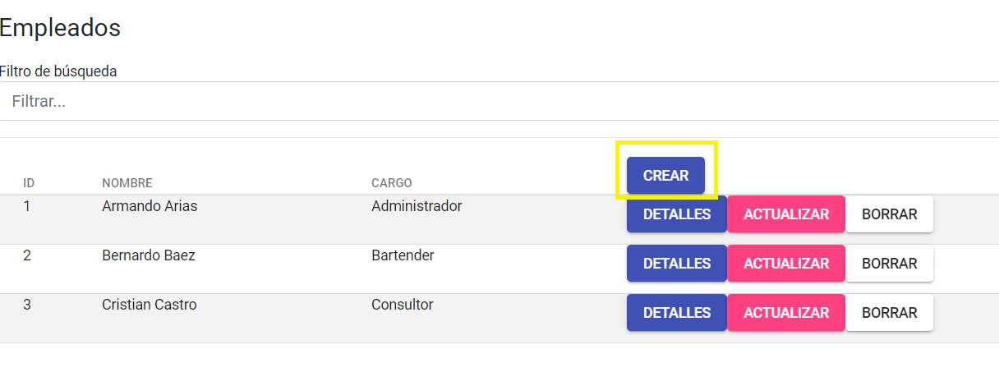 Empleados
Filtro de búsqueda
Filtrar...
CREAR
ID NOMBRE CARGO
1 Armando Arias Administrador DETALLES ACTUALIZAR BORRAR
2 Bernardo Baez Bartender DETALLES ACTUALIZAR BORRAR
3 Cristian Castro Consultor DETALLES ACTUALIZAR BORRAR